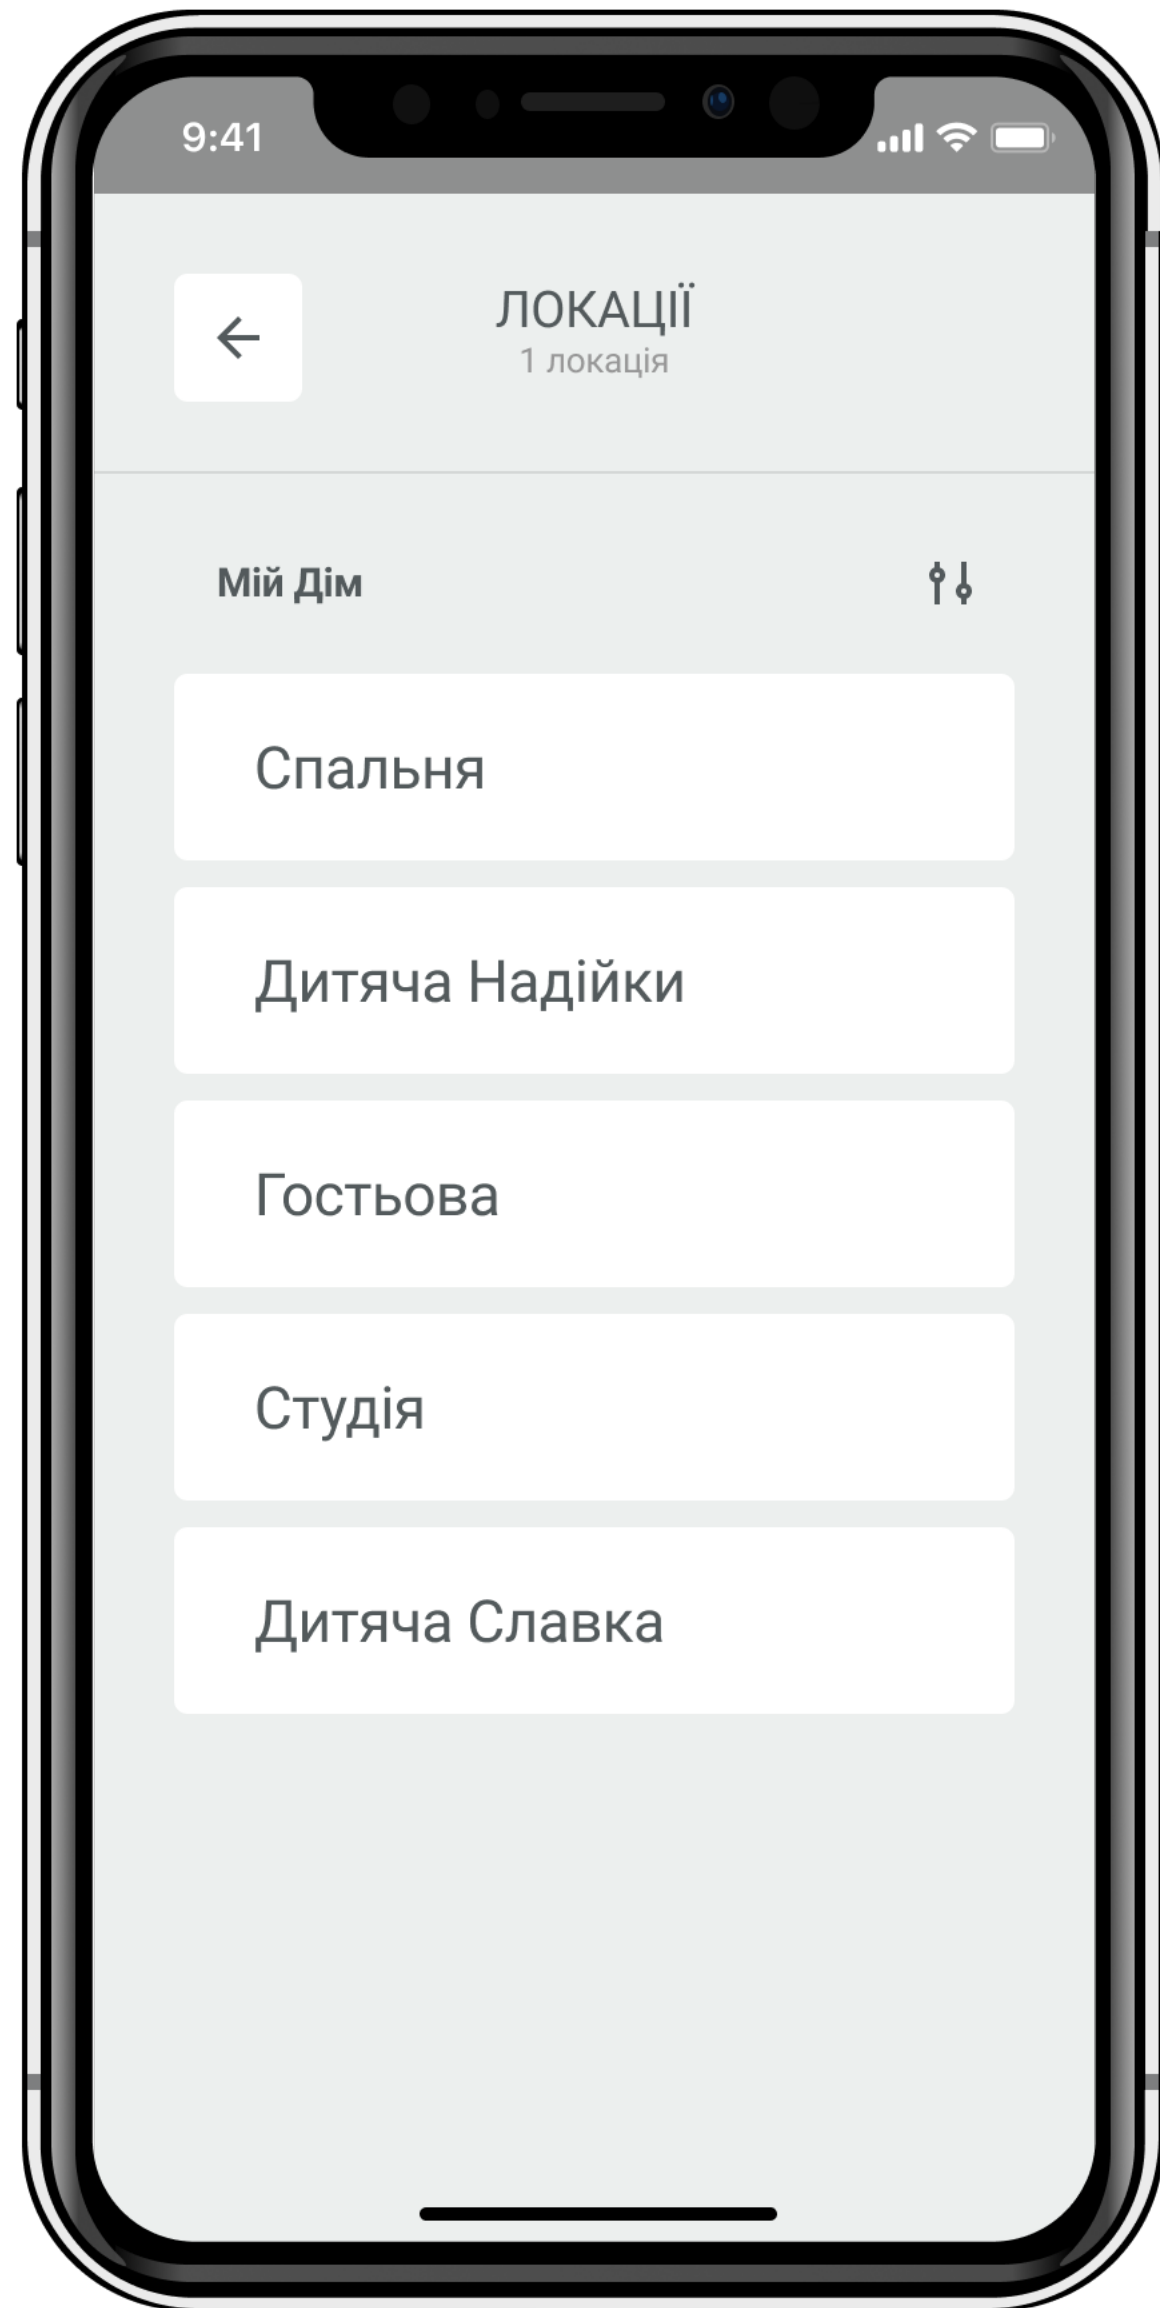 9:41
ЛОКАЦІЇ
1 локація
Мій Дім
Спальня
Дитяча Надійки
Гостьова
Студія
Дитяча Славка